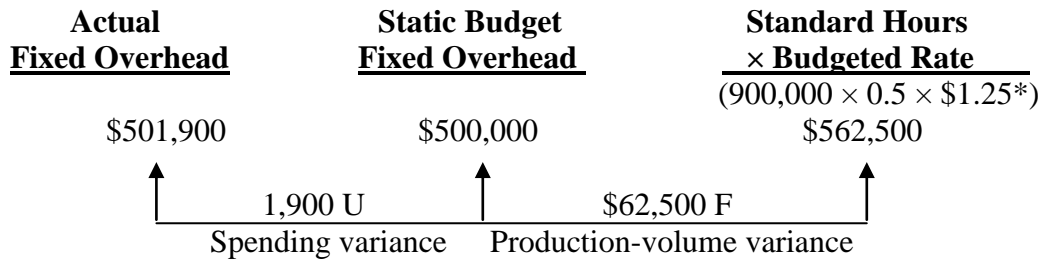 Actual Static Budget Standard Hours
Fixed Overhead Fixed Overhead × Budgeted Rate
(900,000 × 0.5 × $1.25*)
$501,900 $500,000 $562,500
1,900 U $62,500 F
Spending variance Production-volume variance